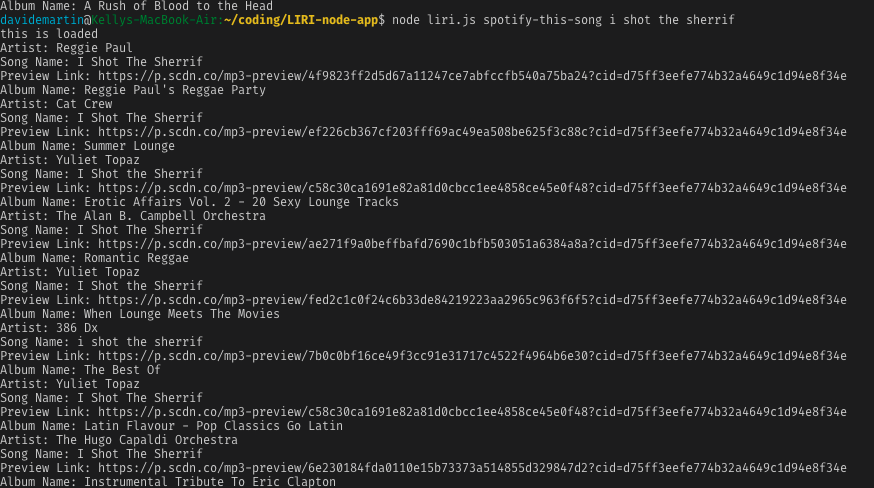 Album Name: A Rush of Blood to the Head
davidemartin@Kellys-MacBook-Air:~/coding/LIRI-node-app$ node liri.js spotify-this-song i shot the sherrif
this is loaded
Artist: Reggie Paul
Song Name: I Shot The Sherrif
Preview Link: https://p.scdn.co/mp3-preview/4f9823ff2d5d67a11247ce7abfccfb540a75ba24?cid=d75ff3eefe774b32a4649c1d94e8f34e
Album Name: Reggie Paul's Reggae Party
Artist: Cat Crew
Song Name: I Shot The Sherrif
Preview Link: https://p.scdn.co/mp3-preview/ef226cb367cf203fff69ac49ea508be625f3c88c?cid=d75ff3eefe774b32a4649c1d94e8f34e
Album Name: Summer Lounge
Artist: Yuliet Topaz
Song Name: I Shot the Sherrif
Preview Link: https://p.scdn.co/mp3-preview/c58c30ca1691e82a81d0cbcc1ee4858ce45e0f48?cid=d75ff3eefe774b32a4649c1d94e8f34e
Album Name: Erotic Affairs Vol. 2 - 20 Sexy Lounge Tracks
Artist: The Alan B. Campbell Orchestra
Song Name: I Shot The Sherrif
Preview Link: https://p.scdn.co/mp3-preview/ae271f9a0beffbafd7690c1bfb503051a6384a8a?cid=d75ff3eefe774b32a4649c1d94e8f34e
Album Name: Romantic Reggae
Artist: Yuliet Topaz
Song Name: I Shot The Sherrif
Preview Link: https://p.scdn.co/mp3-preview/fed2c1c0f24c6b33de84219223aa2965c963f6f5?cid=d75ff3eefe774b32a4649c1d94e8f34e
Album Name: When Lounge Meets The Movies
Artist: 386 Dx
Song Name: i shot the sherrif
Preview Link: https://p.scdn.co/mp3-preview/7b0c0bf16ce49f3cc91e31717c4522f4964b6e30?cid=d75ff3eefe774b32a4649c1d94e8f34e
Album Name: The Best Of
Artist: Yuliet Topaz
Song Name: I Shot The Sherrif
Preview Link: https://p.scdn.co/mp3-preview/c58c30ca1691e82a81d0cbcc1ee4858ce45e0f48?cid=d75ff3eefe774b32a4649c1d94e8f34e
Album Name: Latin Flavour - Pop Classics Go Latin
Artist: The Hugo Capaldi Orchestra
Song Name: I Shot The Sherrif
Preview Link: https://p.scdn.co/mp3-preview/6e230184fda0110e15b73373a514855d329847d2?cid=d75ff3eefe774b32a4649c1d94e8f34e
Album Name: Instrumental Tribute To Eric Clapton